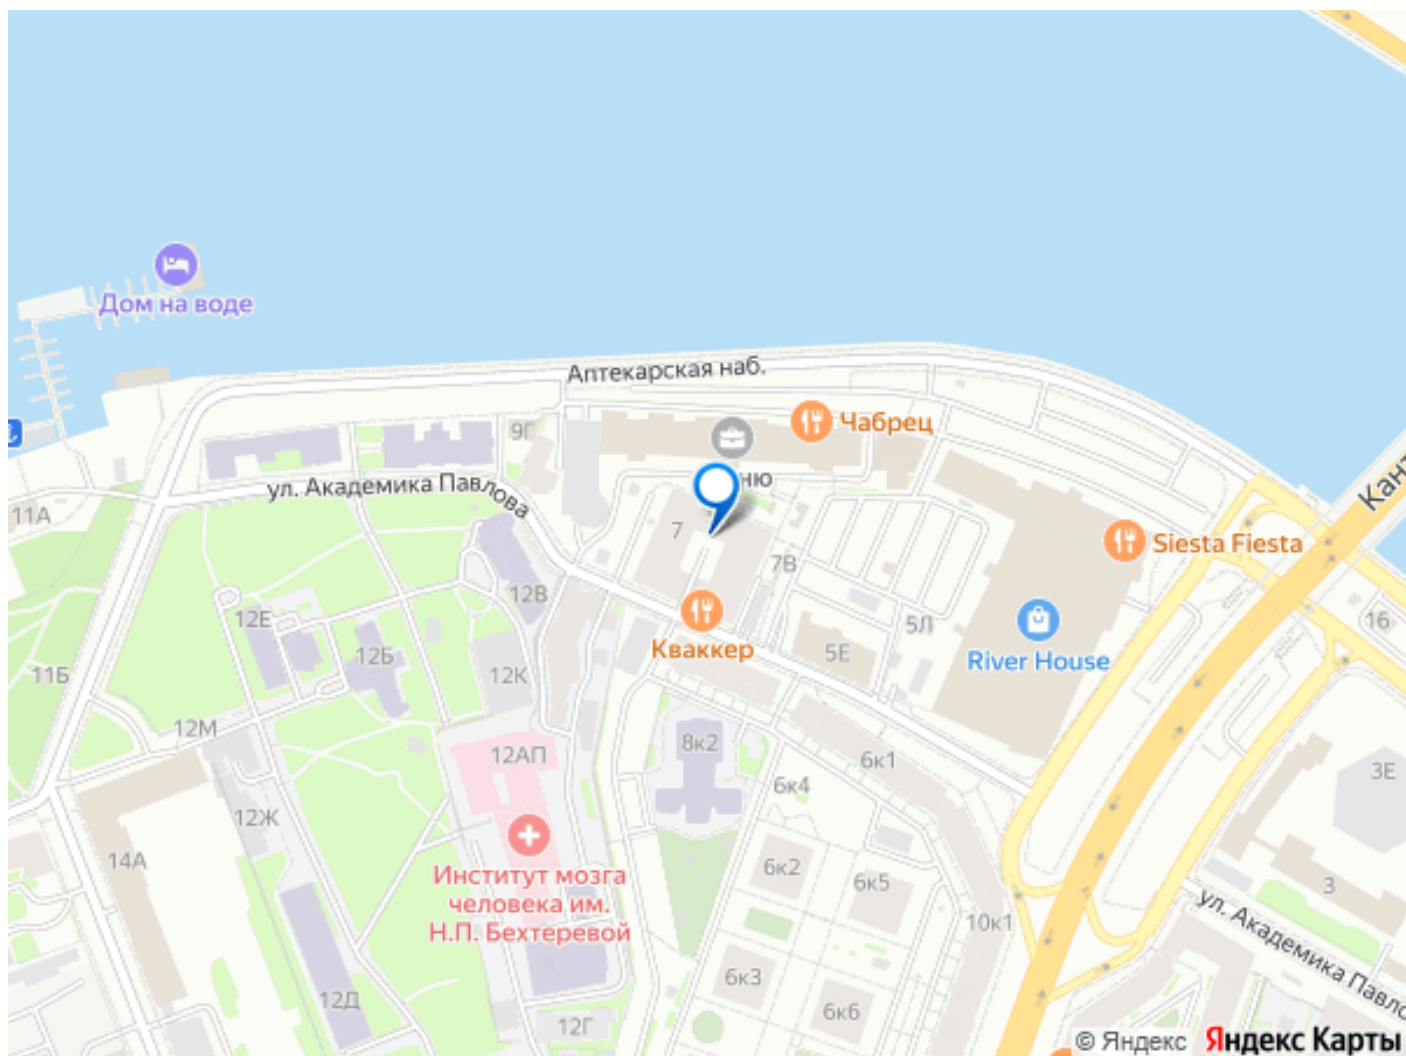 Дом на воде
Аптекарская наб.
Чабрец
9Г
ул. Академика Павлова
11А
ню
7
Siesta Fiesta
7В
12В
12Е
Кваккер
5Е
5Л
16
River House
12Б
11Б
12К
12М
12АП
8к2
6к1
6к4
3Е
12Ж
14А
6к2
6к5
3
Институт мозга
человека им.
Н.П. Бехтеревой
10к1
ул. Академика Павло
6к3
12Д
6к6
12Г
© Яндекс Яндекс Карты